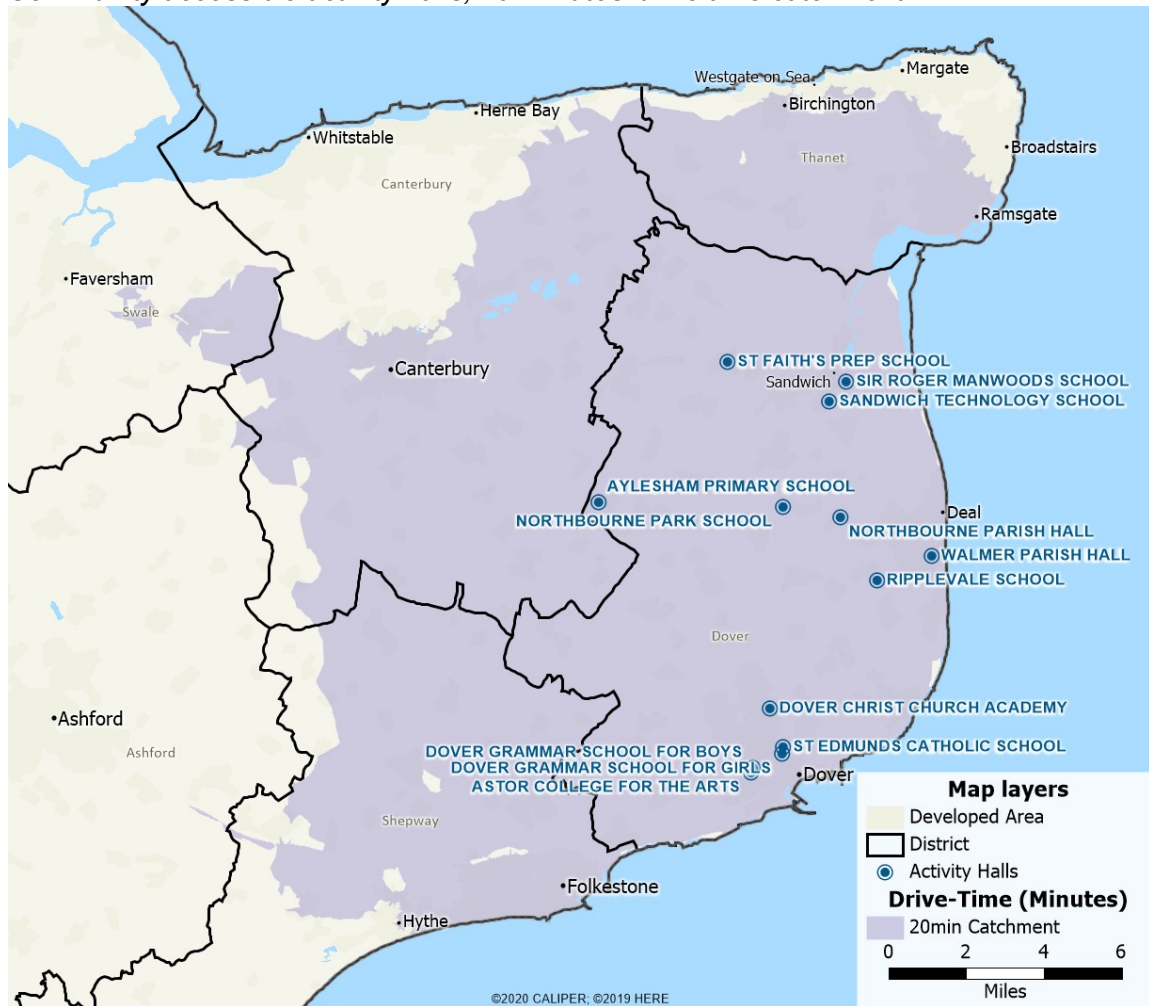 Margate
Westgate on Sea
Birchington
Herne Bay
Whitstable
Broadstairs
Thanet
Canterbury
Ramsgate
Faversham
Swale
ST FAITH'S PREP SCHOOL
Canterbury
Sandwich
SIR ROGER MANWOODS SCHOOL
SANDWICH TECHNOLOGY SCHOOL
AYLESHAM PRIMARY SCHOOL
NORTHBOURNE PARK SCHOOL
Deal
NORTHBOURNE PARISH HALL
WALMER PARISH HALL
RIPPLEVALE SCHOOL
Dover
DOVER CHRIST CHURCH ACADEMY
Ashford
Ashford
ST EDMUNDS CATHOLIC SCHOOL
DOVER GRAMMAR SCHOOL FOR BOYS
DOVER GRAMMAR SCHOOL FOR GIRLS
ASTOR COLLEGE FOR THE ARTS
Dover
Shepway
Folkestone
Hythe
Map layers
Developed Area
District
Activity Halls
Drive-Time (Minutes)
20min Catchment
0 2 4 6
Miles
©2020 CALIPER; ©2019 HERE